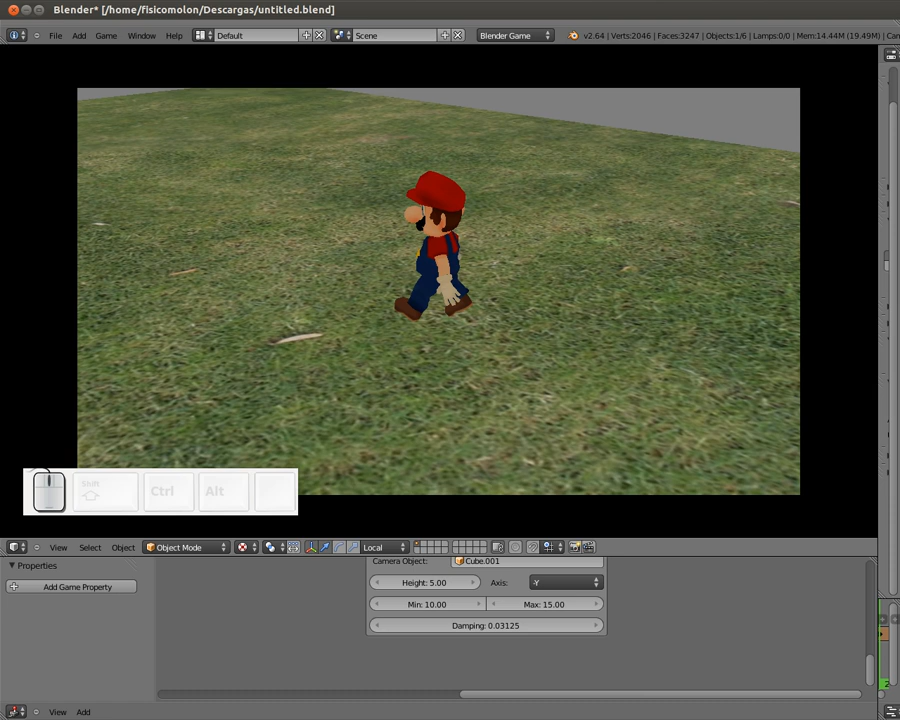 Blender* [/home/fisicomolon/Descargas/untitled.blend]
File Add Game Window Help Default Scene Blender Game v2.64 | Verts:2046 | Faces:3247 | Objects:1/6 | Lamps:0/0 | Mem:14.44M (19.49M) | Can
Shift
Ctrl Alt
View Select Object Object Mode Local
Properties
Camera Object: Cube.001
Add Game Property
Height: 5.00 Axis: -Y
Min: 10.00 Max: 15.00
Damping: 0.03125
2
View Add